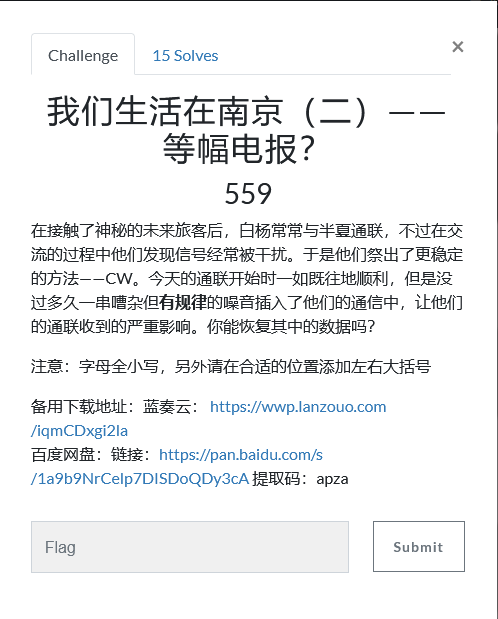 Challenge
15 Solves
×
我们生活在南京（二）——
等幅电报？
559
在接触了神秘的未来旅客后，白杨常常与半夏通联，不过在交
流的过程中他们发现信号经常被干扰。于是他们祭出了更稳定
的方法——CW。今天的通联开始时一如既往地顺利，但是没
过多久一串嘈杂但有规律的噪音插入了他们的通信中，让他们
的通联收到的严重影响。你能恢复其中的数据吗？
注意：字母全小写，另外请在合适的位置添加左右大括号
备用下载地址：蓝奏云： https://wwp.lanzouo.com
/iqmCDxgi2la
百度网盘：链接：https://pan.baidu.com/s
/1a9b9NrCelp7DISDoQDy3cA 提取码：apza
Flag
Submit